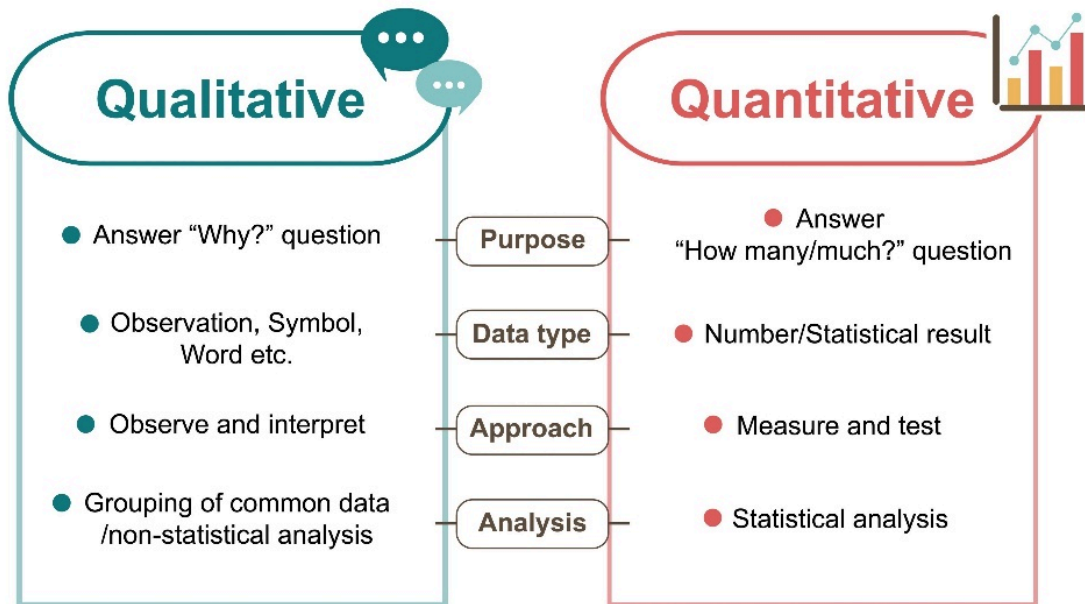 Qualitative
Quantitative
Answer “Why?” question
Purpose
Answer
“How many/much?” question
Observation, Symbol,
Word etc.
Data type
Number/Statistical result
Observe and interpret
Approach
Measure and test
Grouping of common data
/non-statistical analysis
Analysis
Statistical analysis